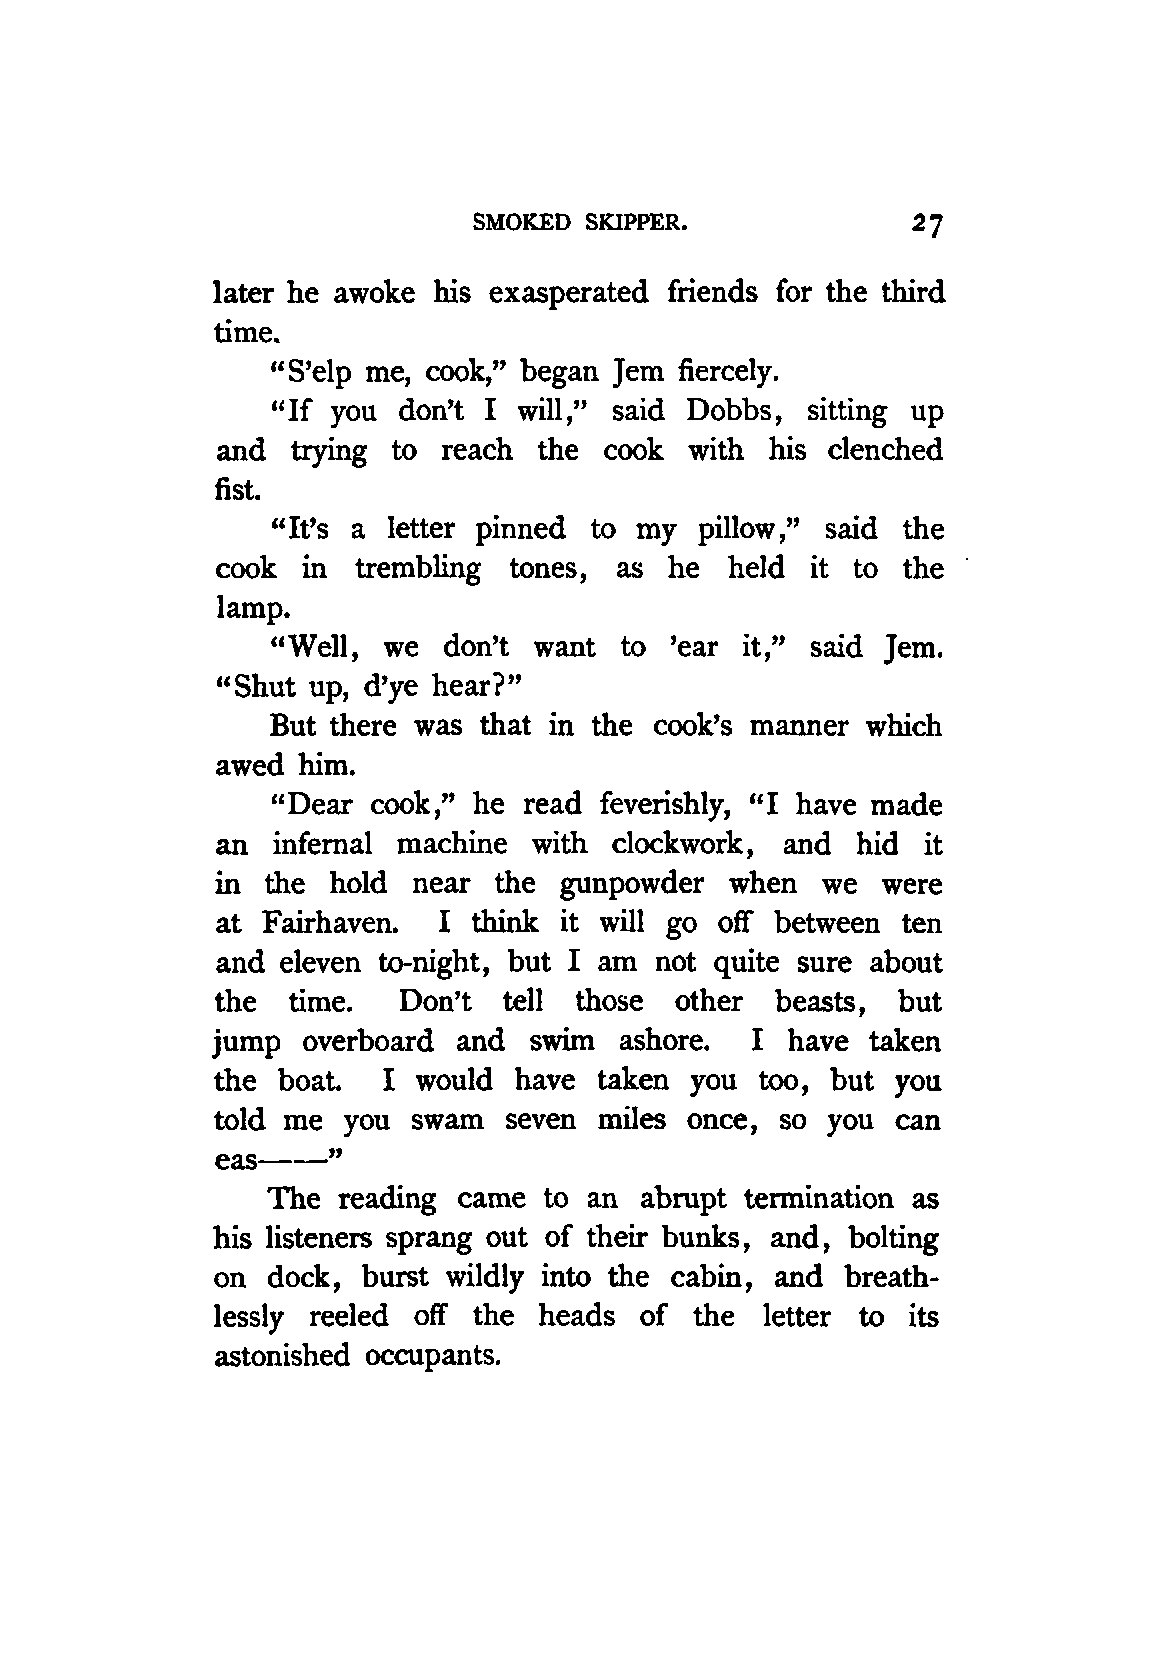 SMOKED SKIPPER. 27
later he awoke his exasperated friends for the third
time.
“S’elp me, cook,” began Jem fiercely.
“If you don’t I will,” said Dobbs, sitting up
and trying to reach the cook with his clenched
fist.
“It’s a letter pinned to my pillow,” said the
cook in trembling tones, as he held it to the
lamp.
“Well, we don’t want to ’ear it,” said Jem.
“Shut up, d’ye hear?”
But there was that in the cook’s manner which
awed him.
“Dear cook,” he read feverishly, “I have made
an infernal machine with clockwork, and hid it
in the hold near the gunpowder when we were
at Fairhaven. I think it will go off between ten
and eleven to-night, but I am not quite sure about
the time. Don’t tell those other beasts, but
jump overboard and swim ashore. I have taken
the boat. I would have taken you too, but you
told me you swam seven miles once, so you can
eas——”
The reading came to an abrupt termination as
his listeners sprang out of their bunks, and, bolting
on dock, burst wildly into the cabin, and breath-
lessly reeled off the heads of the letter to its
astonished occupants.